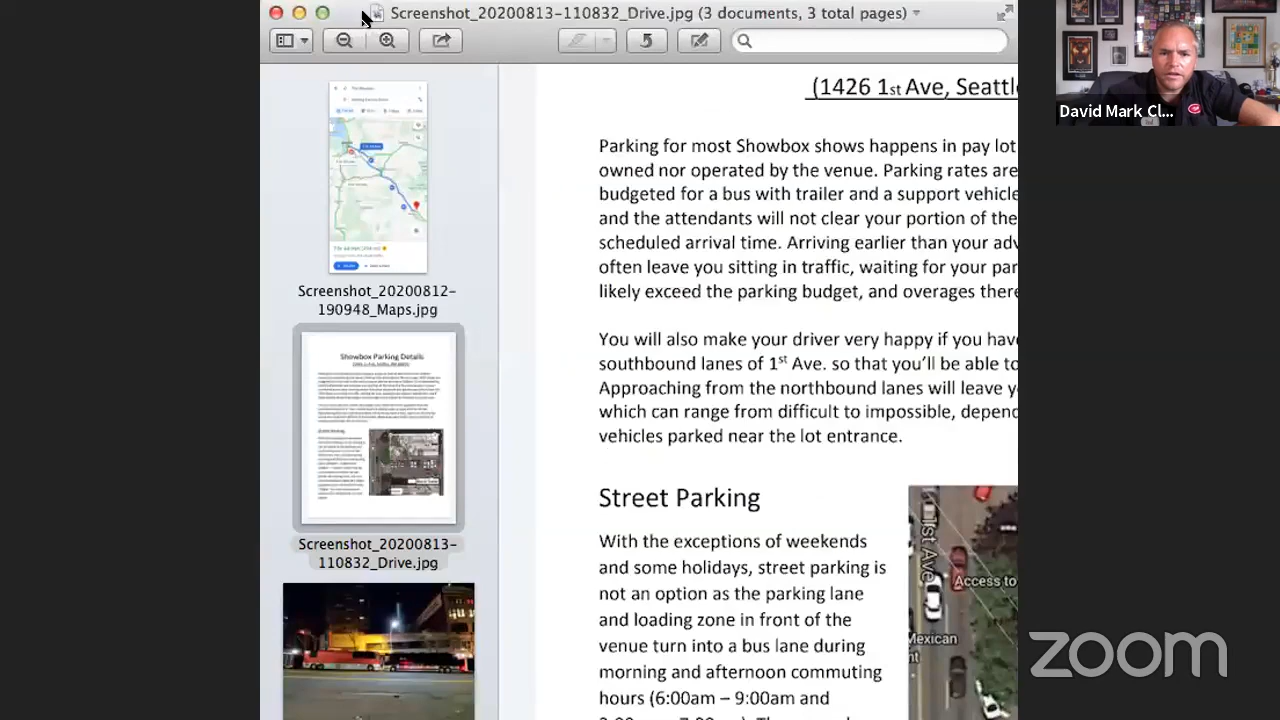 Screenshot_20200813-110832_Drive.jpg (3 documents, 3 total pages)
David Mark Cl...
(1426 1st Ave, Seattle
Parking for most Showbox shows happens in pay lot
owned nor operated by the venue. Parking rates are
budgeted for a bus with trailer and a support vehicle
and the attendants will not clear your portion of the
scheduled arrival time. Arriving earlier than your adv
often leave you sitting in traffic, waiting for your par
likely exceed the parking budget, and overages there
You will also make your driver very happy if you have
southbound lanes of 1st Ave so that you'll be able to
Approaching from the northbound lanes will leave y
which can range from difficult to impossible, depend
vehicles parked near the lot entrance.
Street Parking
With the exceptions of weekends
and some holidays, street parking is
not an option as the parking lane
and loading zone in front of the
venue turn into a bus lane during
morning and afternoon commuting
hours (6:00am – 9:00am and
1st Ave
Access to
Mexican
Screenshot_20200812-
190948_Maps.jpg
Showbox Parking Details
Screenshot_20200813-
110832_Drive.jpg
zoom